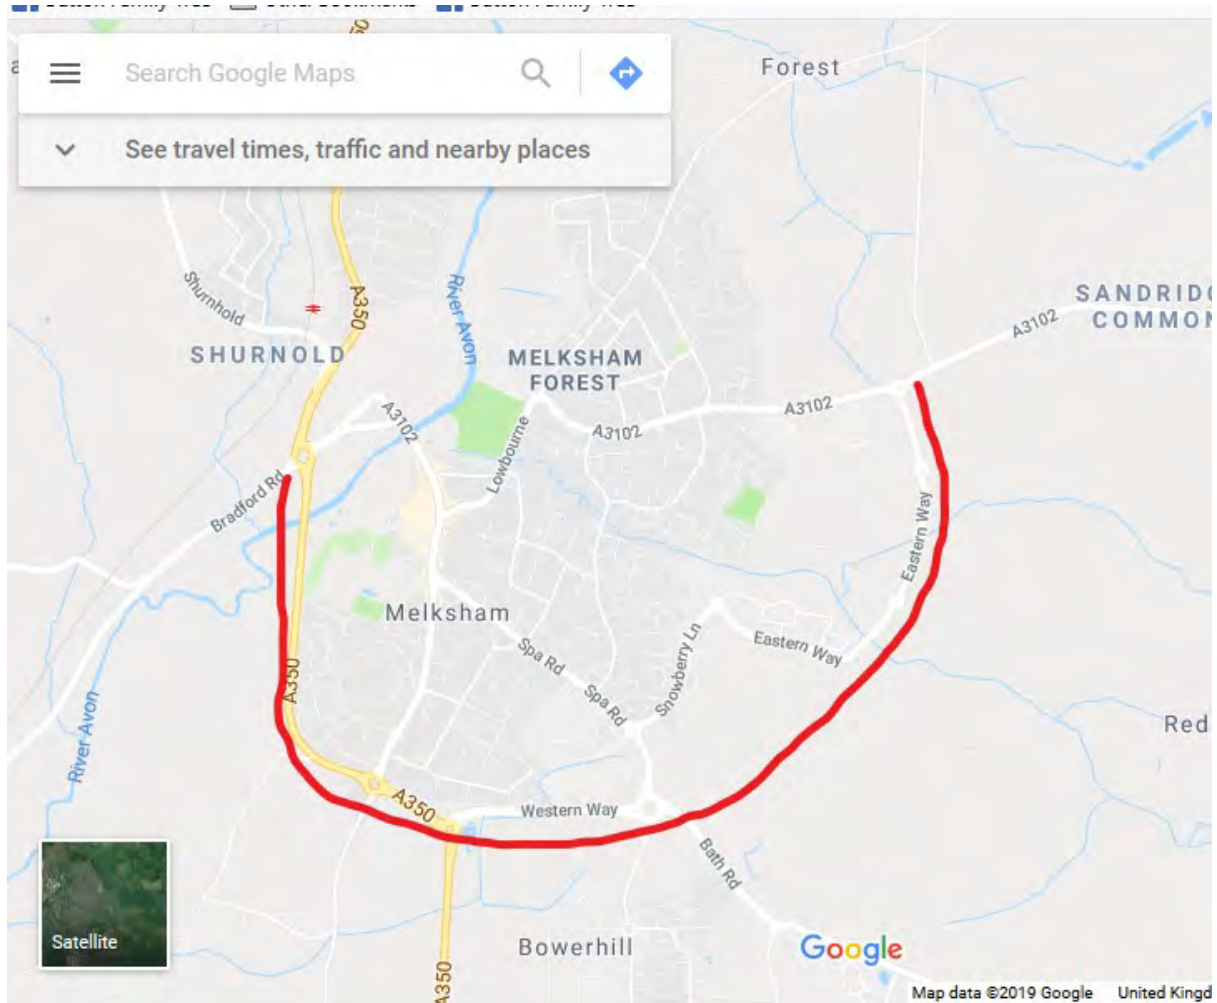 Search Google Maps
See travel times, traffic and nearby places
Forest
A350
Shurnhold
SHURNOLD
River Avon
MELKSHAM
FOREST
SANDRIDG
COMMON
A3102
A3102
A3102
A3102
Lowbourne
Bradford Rd
Eastern Way
Melksham
Spa Rd
Spa Rd
Snowberry Ln
Eastern Way
A350
River Avon
Red
A350
Western Way
Bath Rd
Bowerhill
A350
Satellite
Google
Map data ©2019 Google United Kingd